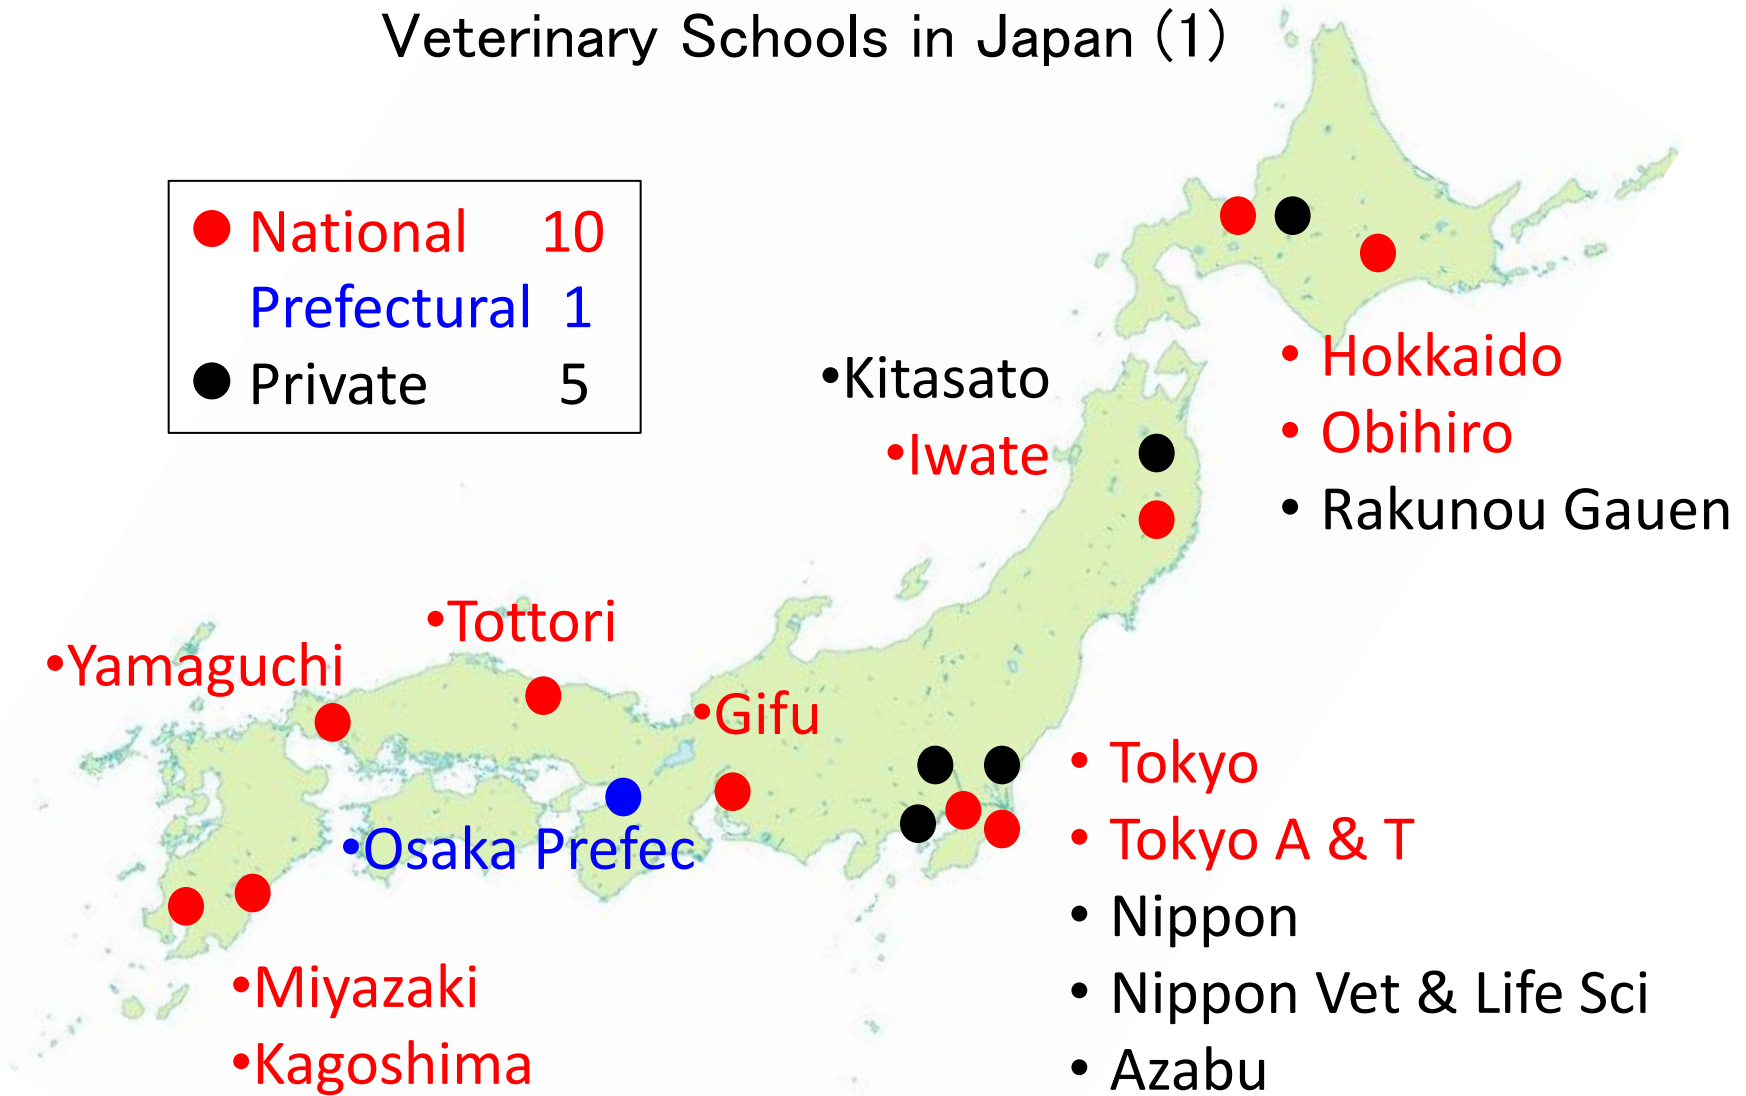 Veterinary Schools in Japan (1)
National 10
Prefectural 1
Private 5
•Kitasato
•Iwate
• Hokkaido
• Obihiro
• Rakunou Gauen
•Tottori
•Yamaguchi
•Gifu
•Osaka Prefec
• Tokyo
• Tokyo A & T
• Nippon
• Nippon Vet & Life Sci
• Azabu
•Miyazaki
•Kagoshima